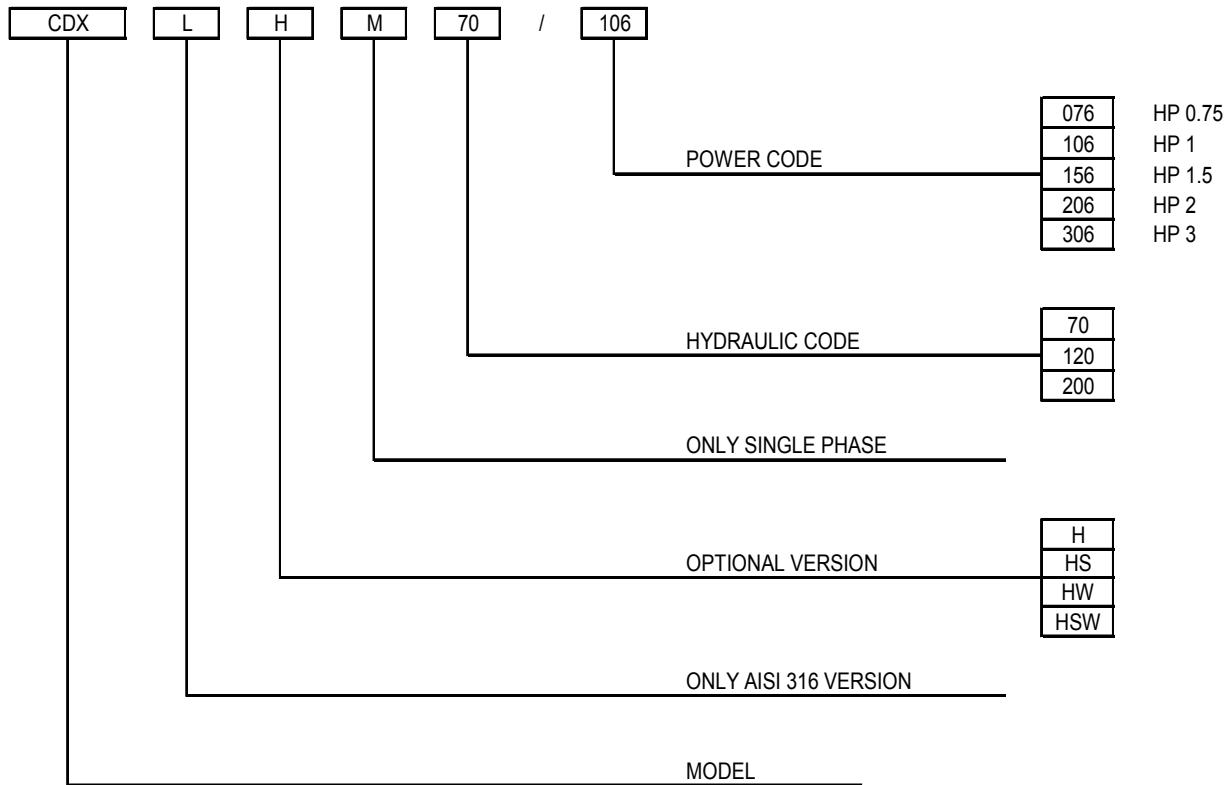 CDX L H M 70 / 106
076 HP 0.75
106 HP 1
POWER CODE
156 HP 1.5
206 HP 2
306 HP 3
70
HYDRAULIC CODE
120
200
ONLY SINGLE PHASE
H
OPTIONAL VERSION HS
HW
HSW
ONLY AISI 316 VERSION
MODEL